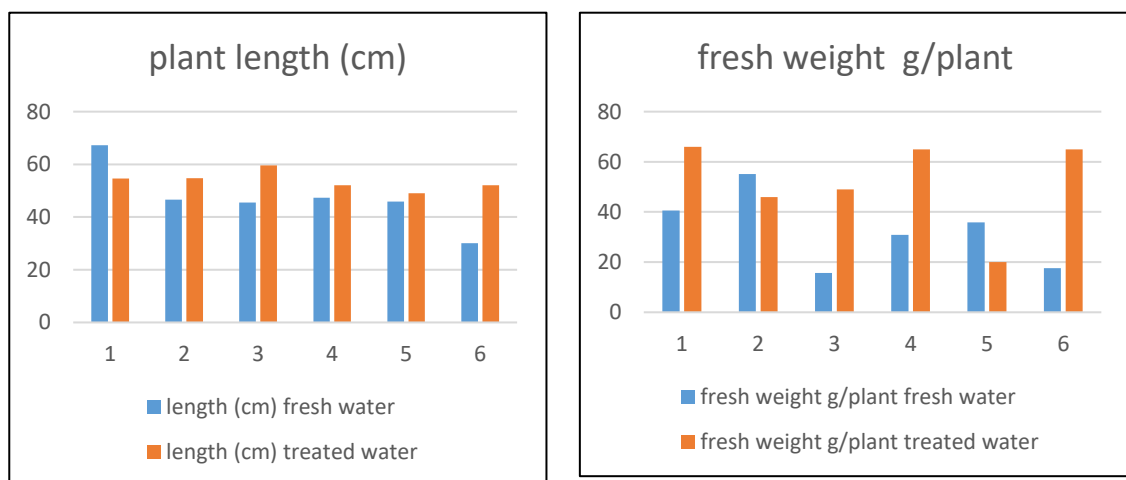 plant length (cm)
80
60
40
20
0
1 2 3 4 5 6
length (cm) fresh water
length (cm) treated water
fresh weight g/plant
80
60
40
20
0
1 2 3 4 5 6
fresh weight g/plant fresh water
fresh weight g/plant treated water